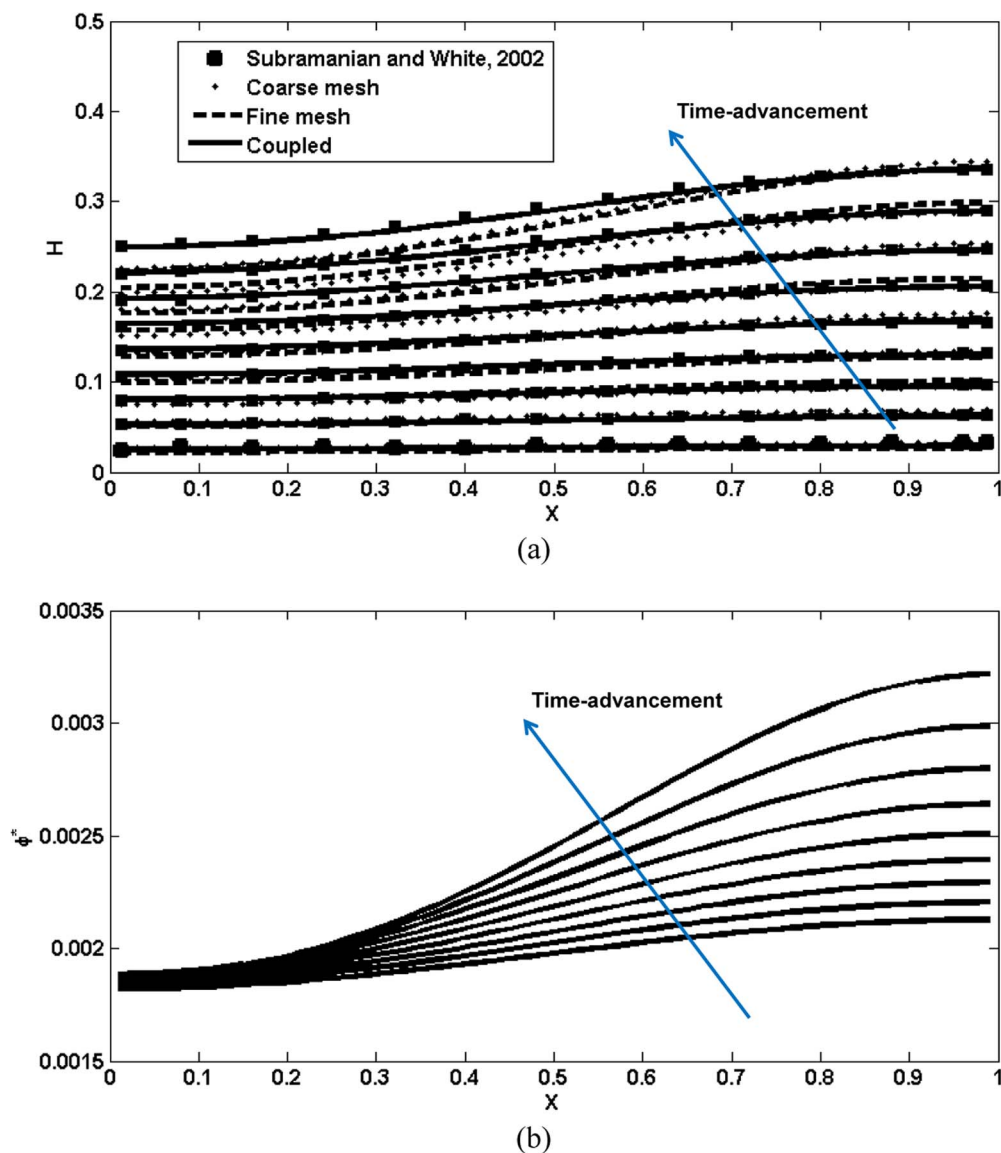 0.5
Subramanian and White, 2002
Coarse mesh
Fine mesh
Coupled
0.4
Time-advancement
0.3
H
0.2
0.1
0
0 0.1 0.2 0.3 0.4 0.5 0.6 0.7 0.8 0.9 1
X
(a)
0.0035
Time-advancement
0.003
0.0025
ϕ*
0.002
0.0015
0 0.1 0.2 0.3 0.4 0.5 0.6 0.7 0.8 0.9 1
X
(b)